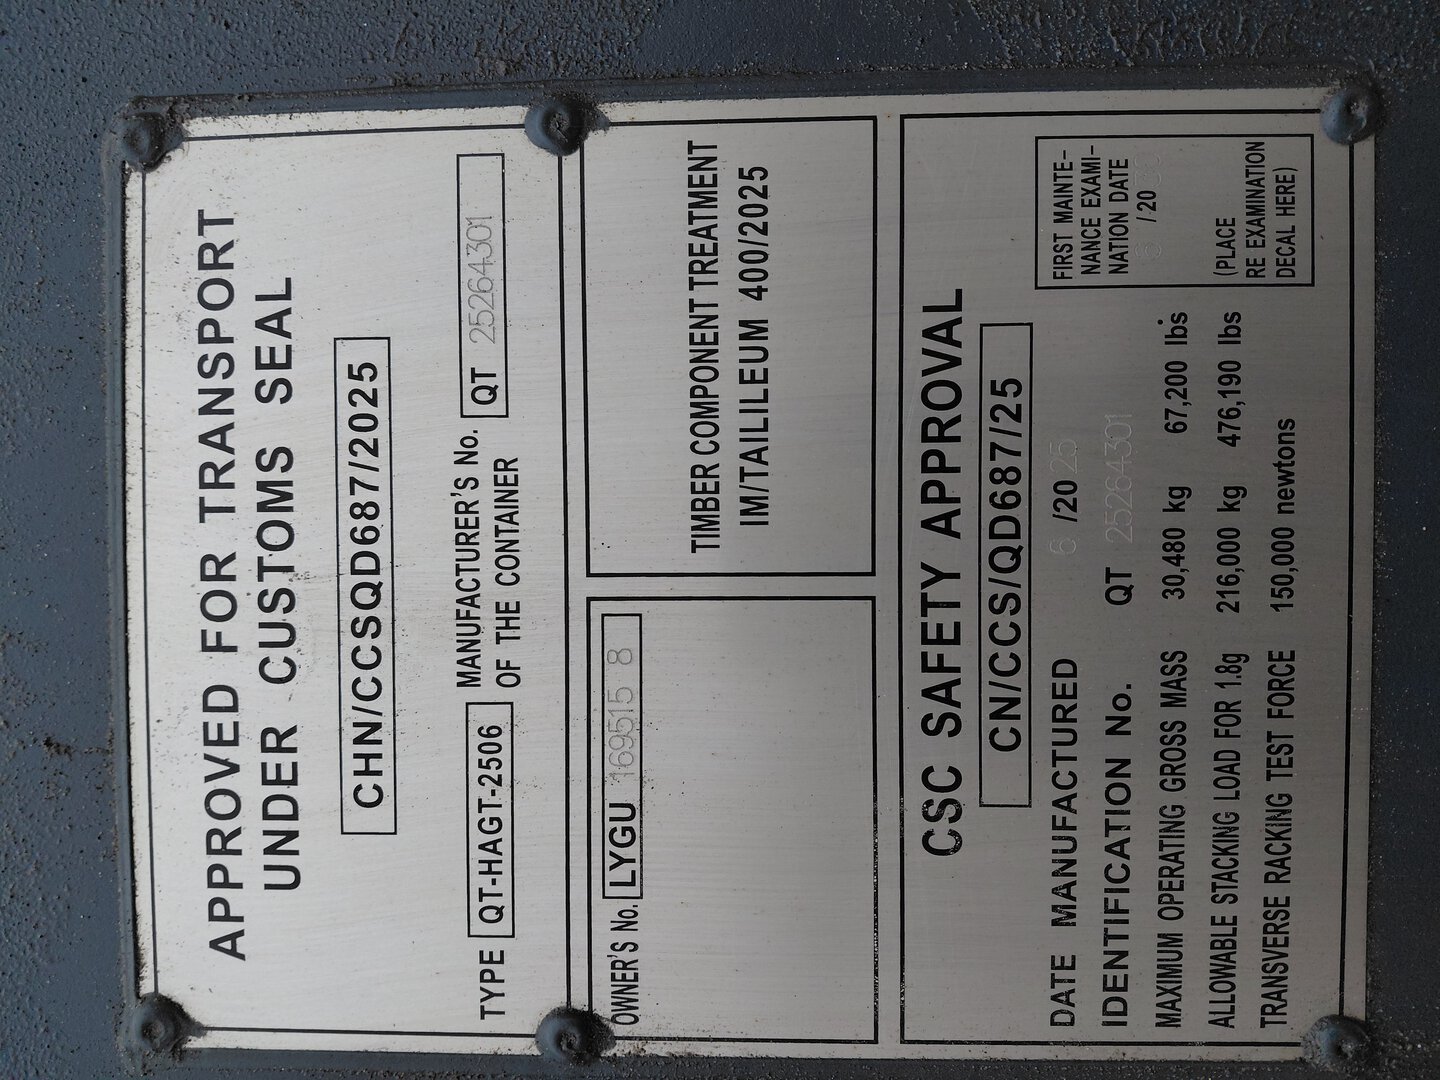 APPROVED FOR TRANSPORT
UNDER CUSTOMS SEAL
CHN/CCSQD687/2025
TYPE QT-HAGT-2506 MANUFACTURER'S No. OF THE CONTAINER QT 25264301
OWNER'S No. LYGU 169515 8
TIMBER COMPONENT TREATMENT
IM/TAILILEUM 400/2025
CSC SAFETY APPROVAL
CN/CCS/QD687/25
DATE MANUFACTURED 6 /20 25
IDENTIFICATION No. QT 25264301
MAXIMUM OPERATING GROSS MASS 30,480 kg 67,200 lbs
ALLOWABLE STACKING LOAD FOR 1.8g 216,000 kg 476,190 lbs
TRANSVERSE RACKING TEST FORCE 150,000 newtons
FIRST MAINTE-
NANCE EXAMI-
NATION DATE
/20
(PLACE
RE EXAMINATION
DECAL HERE)